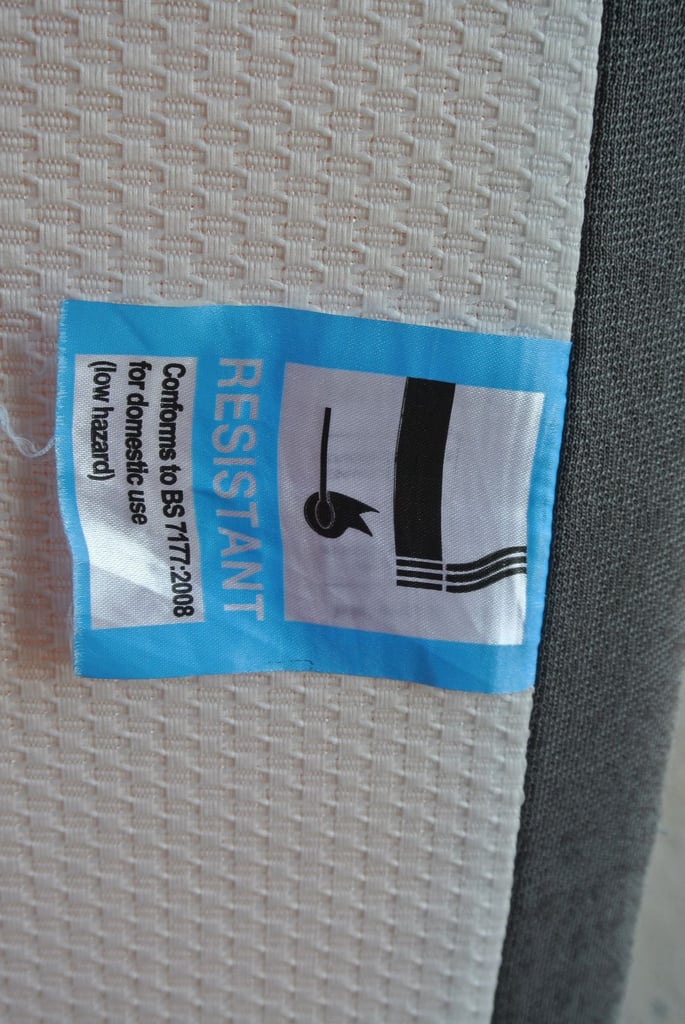 RESISTANT
Conforms to BS 7177:2008
for domestic use
(low hazard)